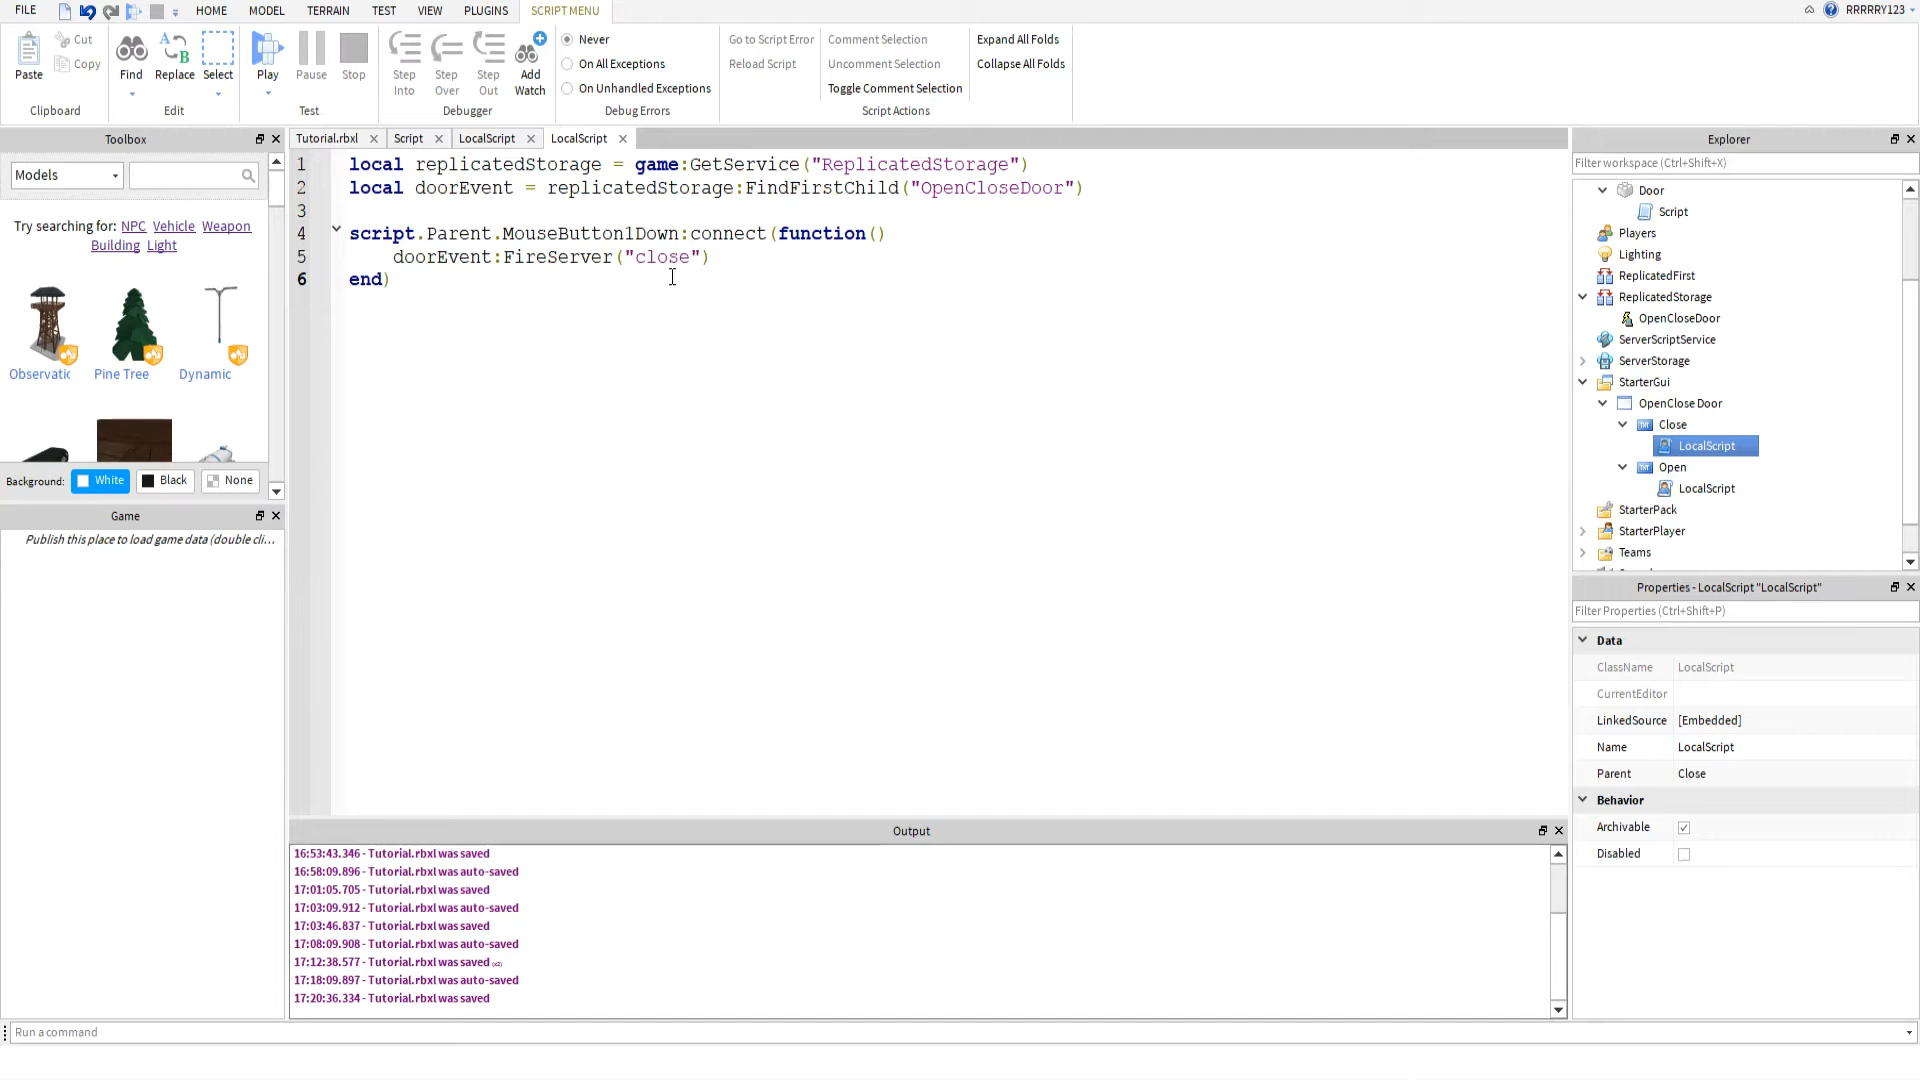 FILE HOME MODEL TERRAIN TEST VIEW PLUGINS SCRIPT MENU RRRRRY123
Paste Cut Copy
Clipboard
Find Replace Select
Edit
Play Pause Stop
Test
Step Into Step Over Step Out Add Watch
Debugger
Never
On All Exceptions
On Unhandled Exceptions
Debug Errors
Go to Script Error
Reload Script
Comment Selection
Uncomment Selection
Toggle Comment Selection
Script Actions
Expand All Folds
Collapse All Folds
Toolbox
Models
Try searching for: NPC Vehicle Weapon
Building Light
Observatic Pine Tree Dynamic
Background: White Black None
Game
Publish this place to load game data (double cli...
Tutorial.rbxl Script LocalScript LocalScript
1 local replicatedStorage = game:GetService("ReplicatedStorage")
2 local doorEvent = replicatedStorage:FindFirstChild("OpenCloseDoor")
3
4 script.Parent.MouseButton1Down:connect(function()
5 doorEvent:FireServer("close")
6 end)
Output
16:53:43.346 - Tutorial.rbxl was saved
16:58:09.896 - Tutorial.rbxl was auto-saved
17:01:05.705 - Tutorial.rbxl was saved
17:03:09.912 - Tutorial.rbxl was auto-saved
17:03:46.837 - Tutorial.rbxl was saved
17:08:09.908 - Tutorial.rbxl was auto-saved
17:12:38.577 - Tutorial.rbxl was saved (x2)
17:18:09.897 - Tutorial.rbxl was auto-saved
17:20:36.334 - Tutorial.rbxl was saved
Run a command
Explorer
Filter workspace (Ctrl+Shift+X)
Door
Script
Players
Lighting
ReplicatedFirst
ReplicatedStorage
OpenCloseDoor
ServerScriptService
ServerStorage
StarterGui
OpenClose Door
Close
LocalScript
Open
LocalScript
StarterPack
StarterPlayer
Teams
Properties - LocalScript "LocalScript"
Filter Properties (Ctrl+Shift+P)
Data
ClassName LocalScript
CurrentEditor
LinkedSource [Embedded]
Name LocalScript
Parent Close
Behavior
Archivable
Disabled